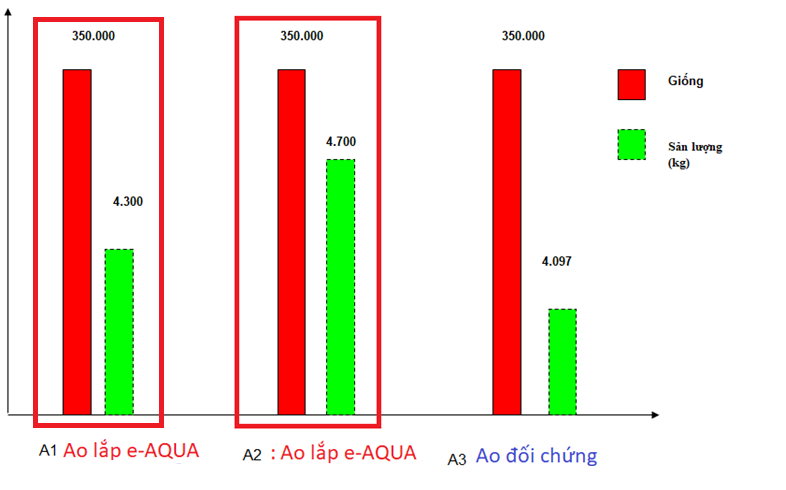 350.000
350.000
350.000
Giống
4.700
Sản lượng
(kg)
4.300
4.097
A1 Ao lắp e-AQUA
A2 : Ao lắp e-AQUA
A3 Ao đối chứng